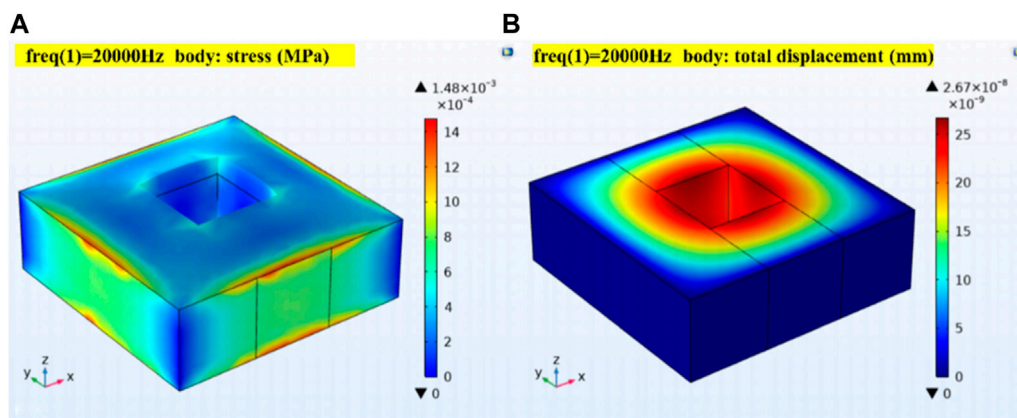 A
freq(1)=20000Hz body: stress (MPa)
▲ 1.48×10⁻³
×10⁻⁴
14
12
10
8
6
4
2
0
▼ 0
z
y
x
B
freq(1)=20000Hz body: total displacement (mm)
▲ 2.67×10⁻⁸
×10⁻⁹
25
20
15
10
5
0
▼ 0
z
y
x